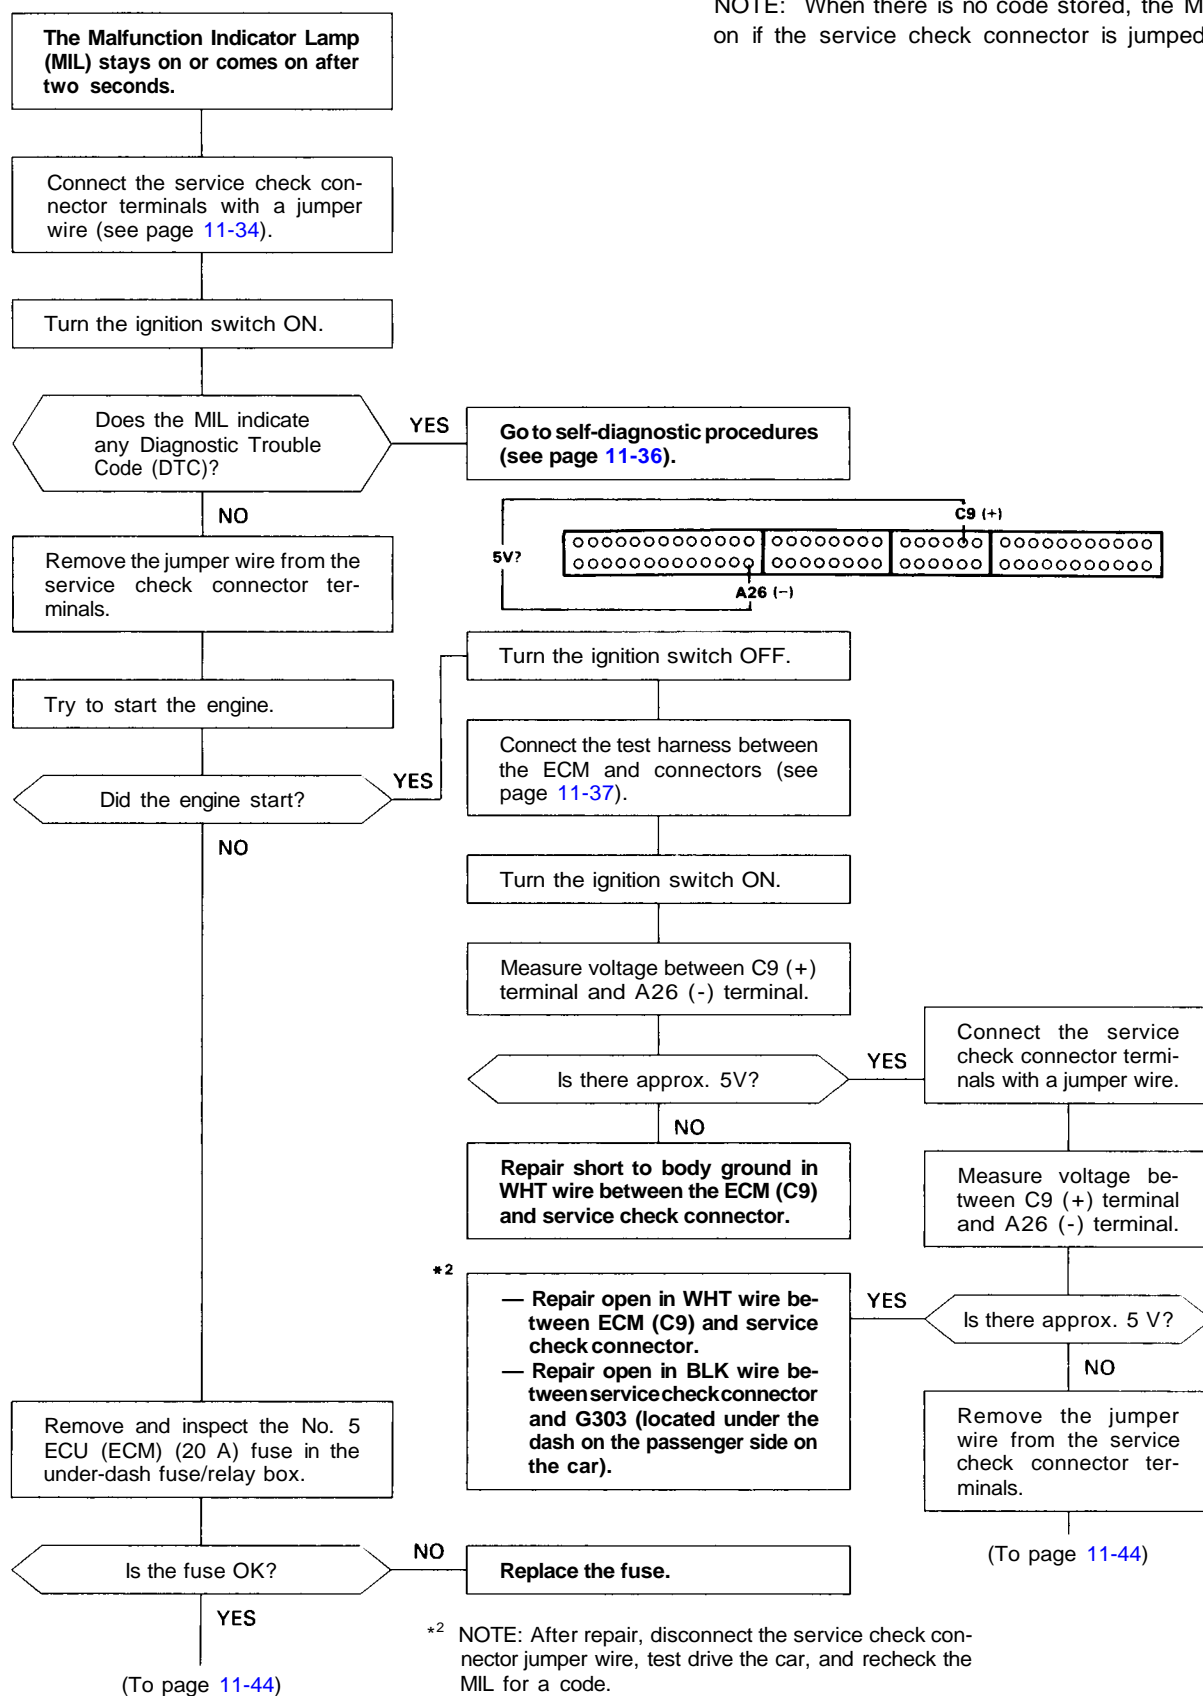 NOTE: When there is no code stored, the M
on if the service check connector is jumped
The Malfunction Indicator Lamp
(MIL) stays on or comes on after
two seconds.
Connect the service check con-
nector terminals with a jumper
wire (see page 11-34).
Turn the ignition switch ON.
Does the MIL indicate
any Diagnostic Trouble
Code (DTC)?
YES
Go to self-diagnostic procedures
(see page 11-36).
NO
C9 (+)
5V?
A26 (-)
Remove the jumper wire from the
service check connector ter-
minals.
Try to start the engine.
Did the engine start?
YES
NO
Turn the ignition switch OFF.
Connect the test harness between
the ECM and connectors (see
page 11-37).
Turn the ignition switch ON.
Measure voltage between C9 (+)
terminal and A26 (-) terminal.
Is there approx. 5V?
YES
NO
Repair short to body ground in
WHT wire between the ECM (C9)
and service check connector.
Connect the service
check connector termi-
nals with a jumper wire.
Measure voltage be-
tween C9 (+) terminal
and A26 (-) terminal.
Is there approx. 5 V?
YES
NO
*2
— Repair open in WHT wire be-
tween ECM (C9) and service
check connector.
— Repair open in BLK wire be-
tween service check connector
and G303 (located under the
dash on the passenger side on
the car).
Remove the jumper
wire from the service
check connector ter-
minals.
(To page 11-44)
Remove and inspect the No. 5
ECU (ECM) (20 A) fuse in the
under-dash fuse/relay box.
Is the fuse OK?
NO
Replace the fuse.
YES
(To page 11-44)
*2 NOTE: After repair, disconnect the service check con-
nector jumper wire, test drive the car, and recheck the
MIL for a code.